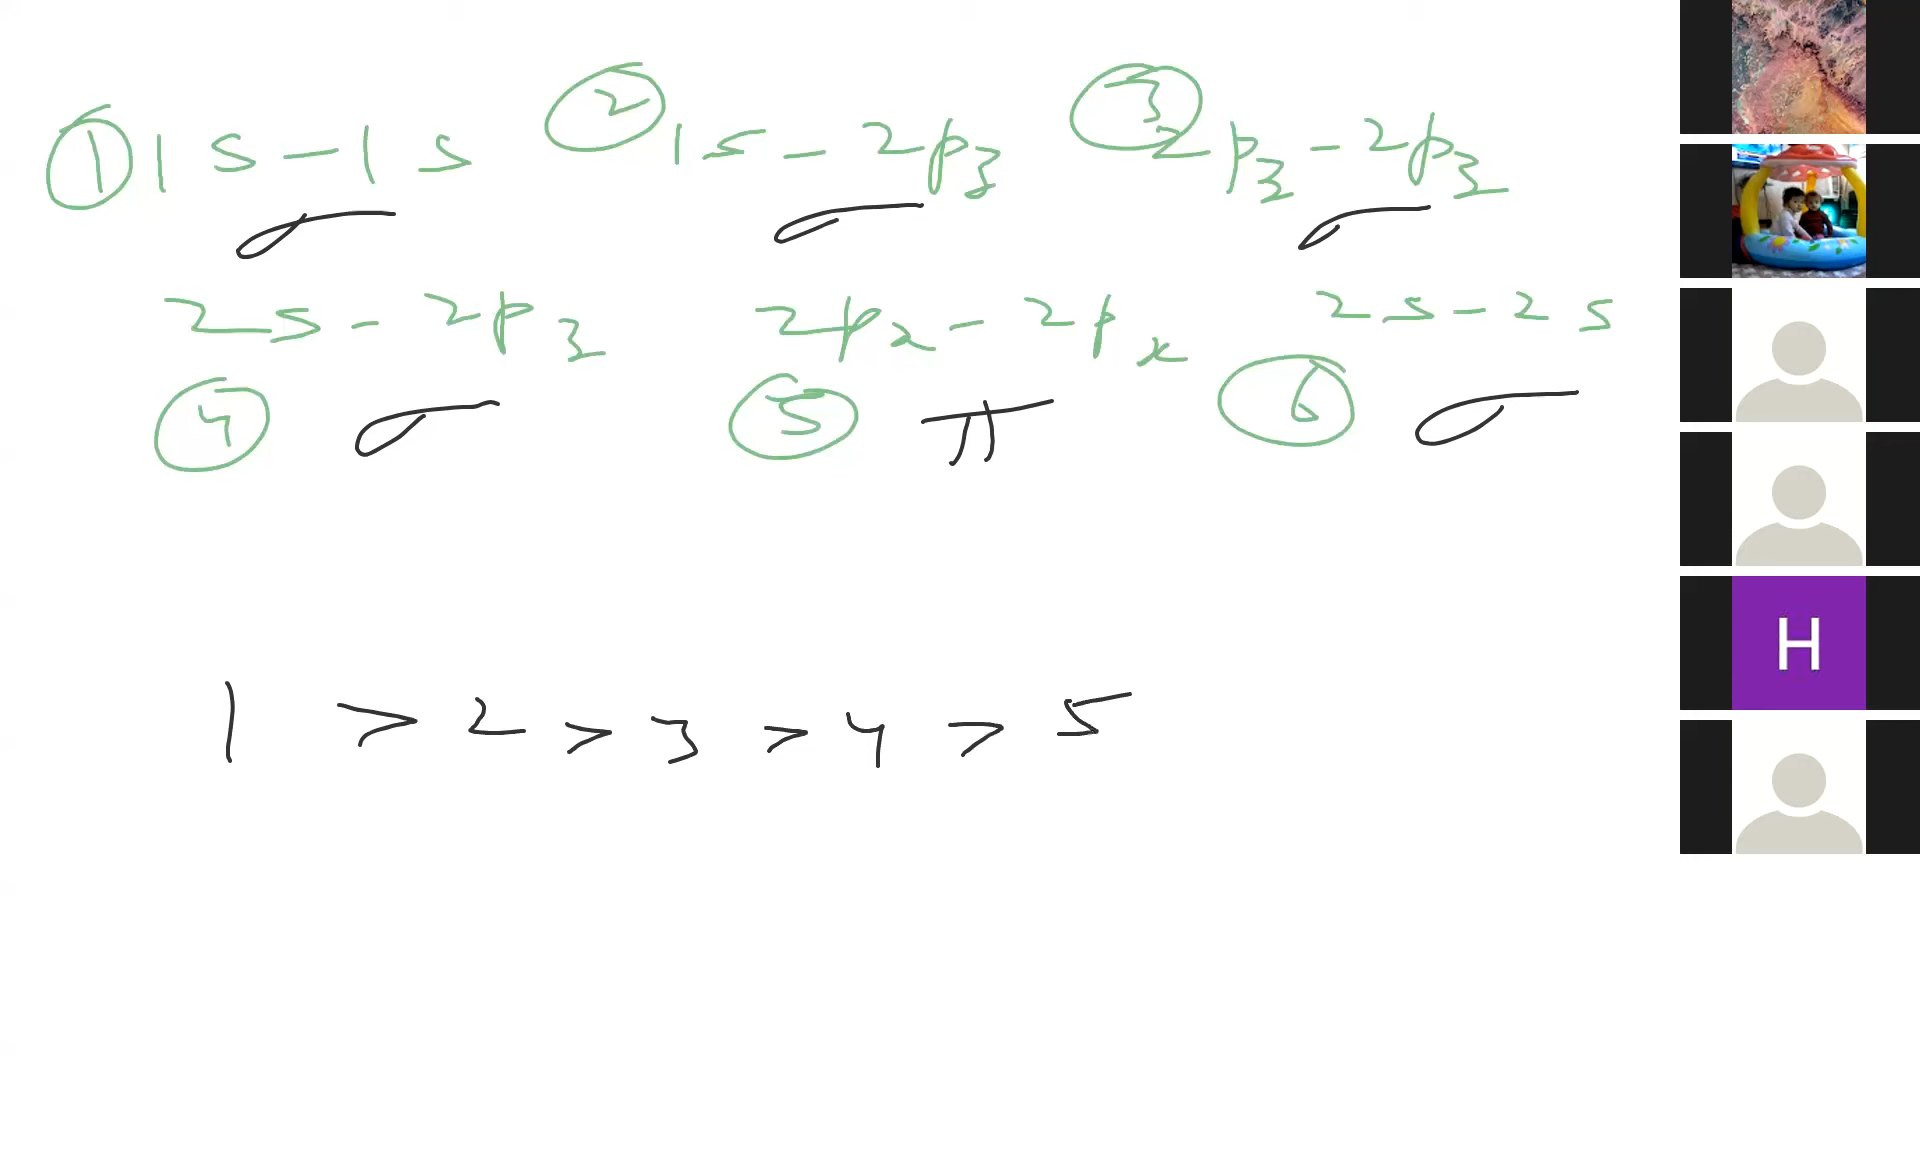 ① 1s - 1s ② 1s - 2p3 ③ 2p3 - 2p3
σ σ σ
2s - 2p3 2px - 2px 2s - 2s
④ σ ⑤ π ⑥ σ
1 > 2 > 3 > 4 > 5
H